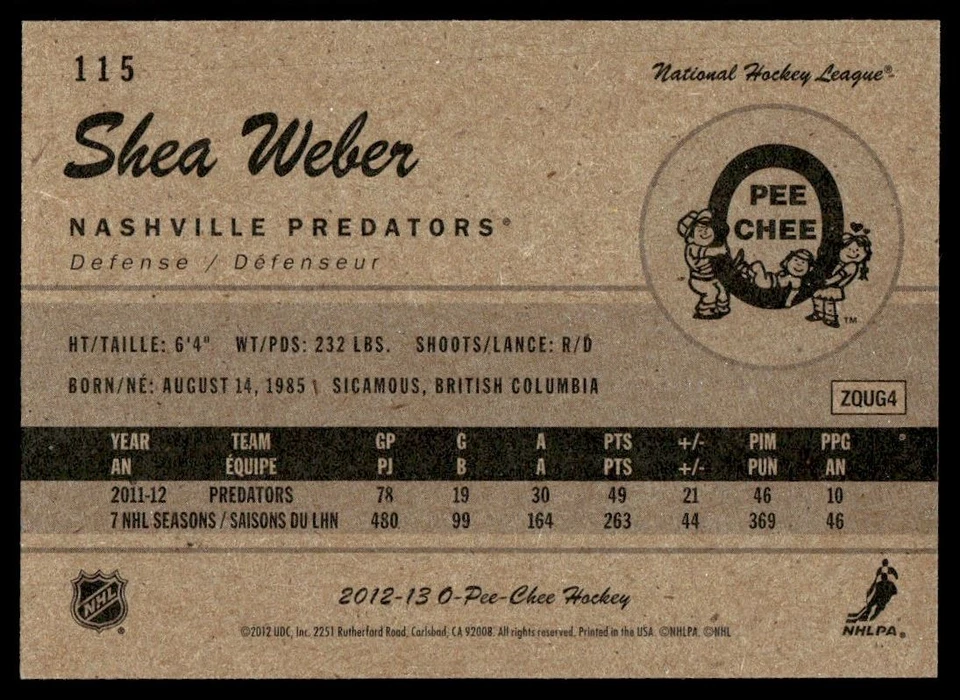 115
National Hockey League®
Shea Weber
NASHVILLE PREDATORS®
Defense / Défenseur
PEE
CHEE
TM
HT/TAILLE: 6'4" WT/PDS: 232 LBS. SHOOTS/LANCE: R/D
BORN/NÉ: AUGUST 14, 1985 \ SICAMOUS, BRITISH COLUMBIA
ZQUG4
YEAR TEAM GP G A PTS +/- PIM PPG
AN ÉQUIPE PJ B A PTS +/- PUN AN
2011-12 PREDATORS 78 19 30 49 21 46 10
7 NHL SEASONS / SAISONS DU LHN 480 99 164 263 44 369 46
NHL®
2012-13 O-Pee-Chee Hockey
©2012 UDC, Inc. 2251 Rutherford Road, Carlsbad, CA 92008. All rights reserved. Printed in the USA. ©NHLPA. ©NHL
NHLPA®